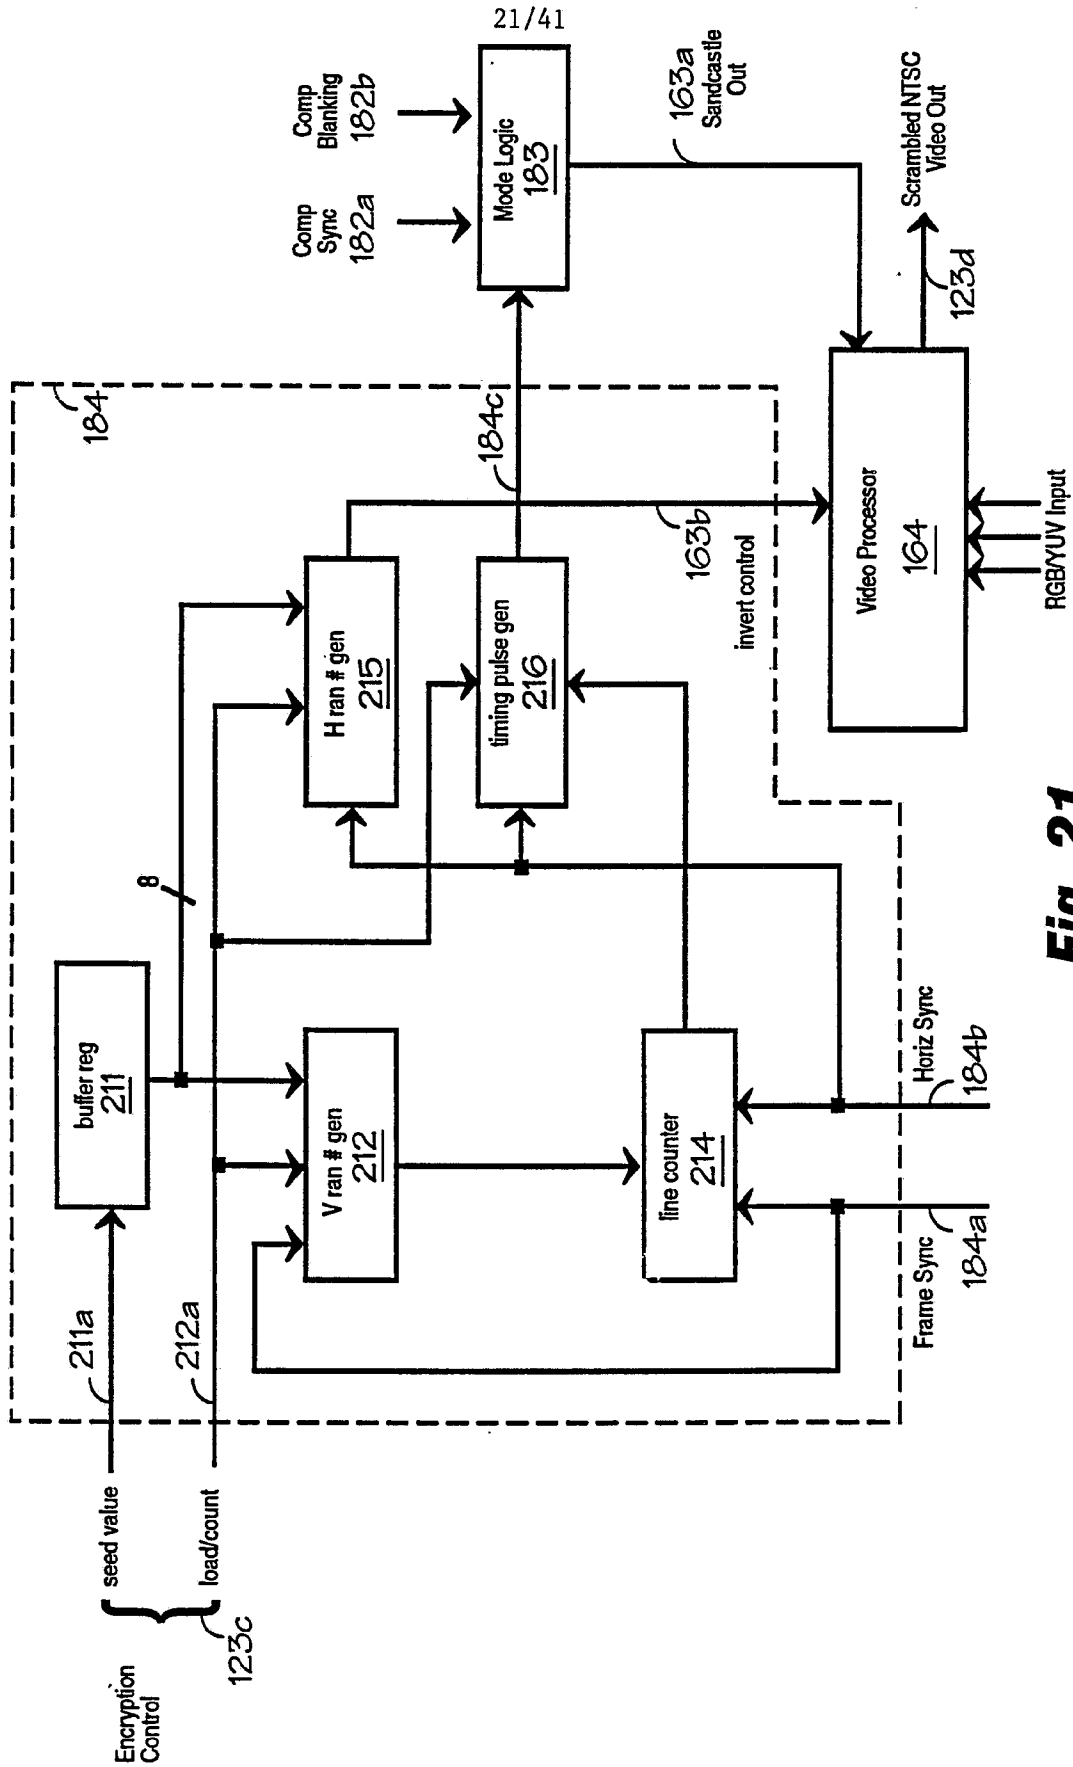 21/41
Encryption
Control
123c
seed value
load/count
211a
212a
buffer reg
211
8
184
V ran # gen
212
H ran # gen
215
timing pulse gen
216
line counter
214
184c
163b
invert control
Comp
Sync
182a
Comp
Blanking
182b
Mode Logic
183
163a
Sandcastle
Out
Video Processor
164
RGB/YUV Input
Scrambled NTSC
Video Out
123d
Frame Sync
184a
Horiz Sync
184b
Fig. 21